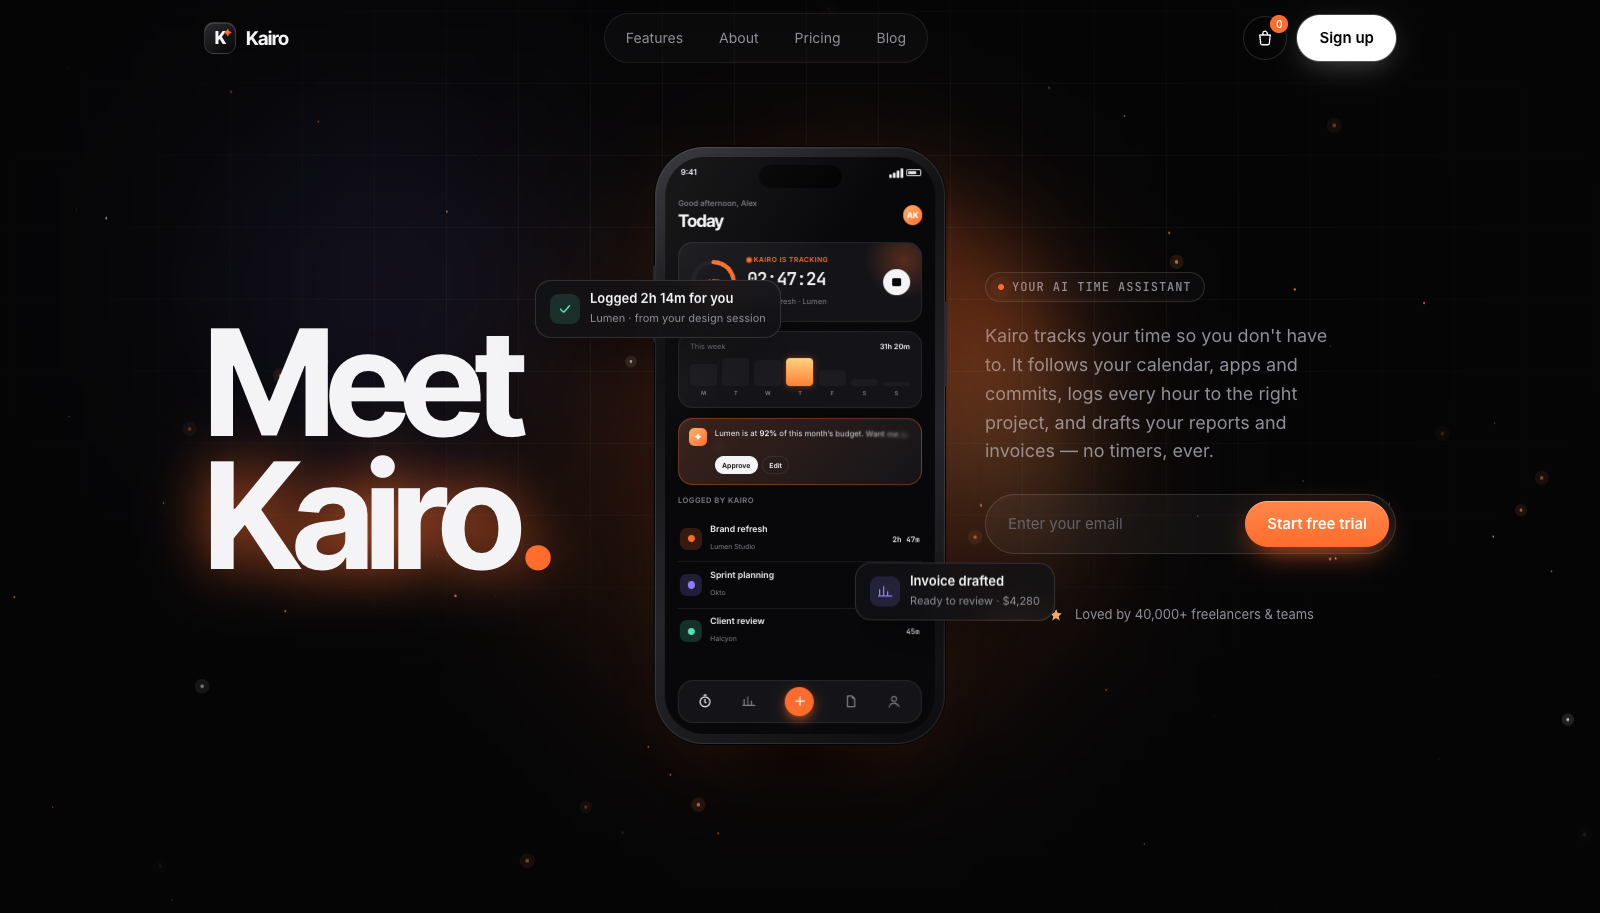 Kairo
Features
About
Pricing
Blog
0
Sign up
Meet
Kairo.
9:41
Good afternoon, Alex
Today
AK
KAIRO IS TRACKING
02:47:24
Lumen
Logged 2h 14m for you
Lumen · from your design session
This week
31h 20m
M T W T F S S
Lumen is at 92% of this month's budget. Want me
Approve
Edit
LOGGED BY KAIRO
Brand refresh
Lumen Studio
2h 47m
Sprint planning
Okto
Client review
Halcyon
45m
Invoice drafted
Ready to review · $4,280
YOUR AI TIME ASSISTANT
Kairo tracks your time so you don't have
to. It follows your calendar, apps and
commits, logs every hour to the right
project, and drafts your reports and
invoices — no timers, ever.
Enter your email
Start free trial
Loved by 40,000+ freelancers & teams